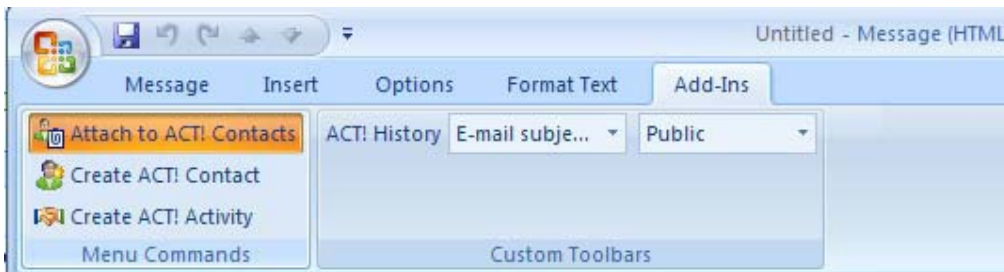 Untitled - Message (HTML
Message Insert Options Format Text Add-Ins
Attach to ACT! Contacts ACT! History E-mail subje... Public
Create ACT! Contact
Create ACT! Activity
Menu Commands Custom Toolbars